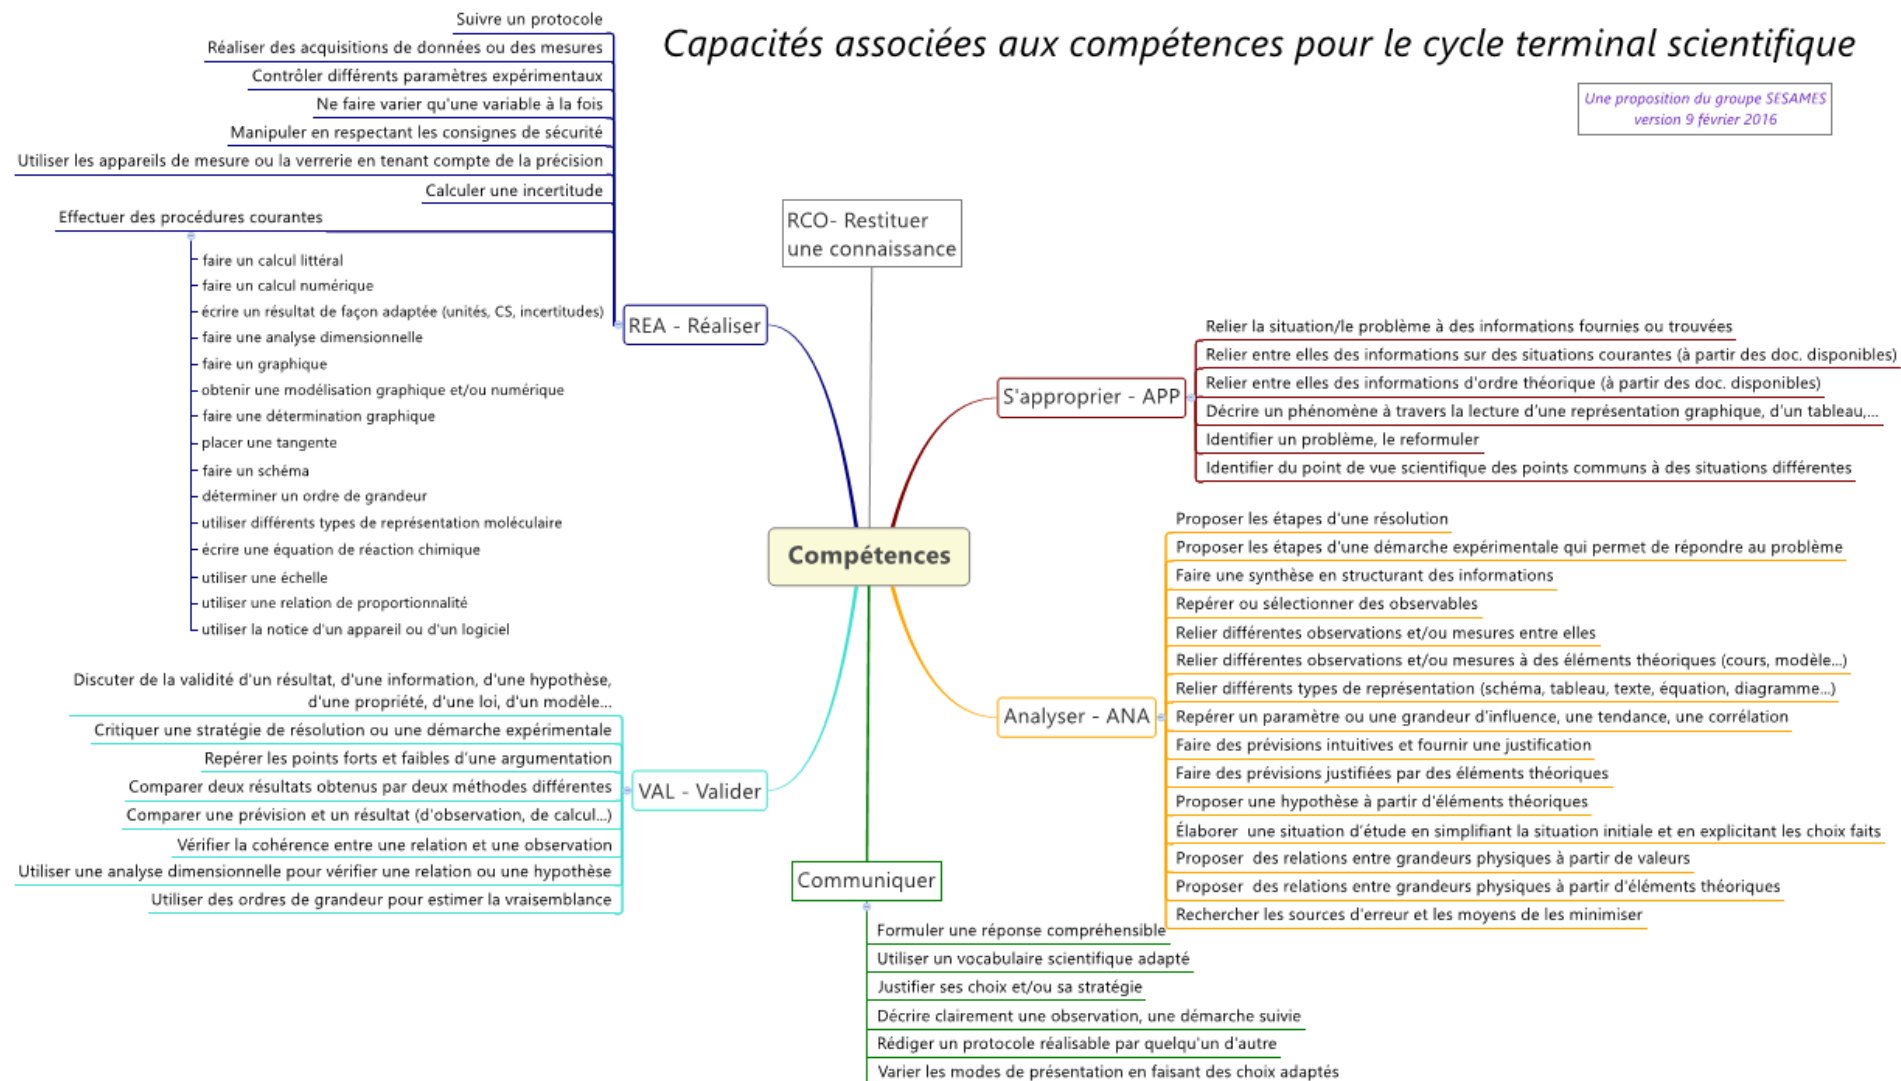 Capacités associées aux compétences pour le cycle terminal scientifique
Une proposition du groupe SESAMES
version 9 février 2016
Suivre un protocole
Réaliser des acquisitions de données ou des mesures
Contrôler différents paramètres expérimentaux
Ne faire varier qu'une variable à la fois
Manipuler en respectant les consignes de sécurité
Utiliser les appareils de mesure ou la verrerie en tenant compte de la précision
Calculer une incertitude
Effectuer des procédures courantes
faire un calcul littéral
faire un calcul numérique
écrire un résultat de façon adaptée (unités, CS, incertitudes)
faire une analyse dimensionnelle
faire un graphique
obtenir une modélisation graphique et/ou numérique
faire une détermination graphique
placer une tangente
faire un schéma
déterminer un ordre de grandeur
utiliser différents types de représentation moléculaire
écrire une équation de réaction chimique
utiliser une échelle
utiliser une relation de proportionnalité
utiliser la notice d'un appareil ou d'un logiciel
REA - Réaliser
RCO- Restituer
une connaissance
S'approprier - APP
Relier la situation/le problème à des informations fournies ou trouvées
Relier entre elles des informations sur des situations courantes (à partir des doc. disponibles)
Relier entre elles des informations d'ordre théorique (à partir des doc. disponibles)
Décrire un phénomène à travers la lecture d'une représentation graphique, d'un tableau,...
Identifier un problème, le reformuler
Identifier du point de vue scientifique des points communs à des situations différentes
Compétences
Analyser - ANA
Proposer les étapes d'une résolution
Proposer les étapes d'une démarche expérimentale qui permet de répondre au problème
Faire une synthèse en structurant des informations
Repérer ou sélectionner des observables
Relier différentes observations et/ou mesures entre elles
Relier différentes observations et/ou mesures à des éléments théoriques (cours, modèle...)
Relier différents types de représentation (schéma, tableau, texte, équation, diagramme...)
Repérer un paramètre ou une grandeur d'influence, une tendance, une corrélation
Faire des prévisions intuitives et fournir une justification
Faire des prévisions justifiées par des éléments théoriques
Proposer une hypothèse à partir d'éléments théoriques
Élaborer une situation d'étude en simplifiant la situation initiale et en explicitant les choix faits
Proposer des relations entre grandeurs physiques à partir de valeurs
Proposer des relations entre grandeurs physiques à partir d'éléments théoriques
Rechercher les sources d'erreur et les moyens de les minimiser
Discuter de la validité d'un résultat, d'une information, d'une hypothèse,
d'une propriété, d'une loi, d'un modèle...
Critiquer une stratégie de résolution ou une démarche expérimentale
Repérer les points forts et faibles d'une argumentation
Comparer deux résultats obtenus par deux méthodes différentes
Comparer une prévision et un résultat (d'observation, de calcul...)
Vérifier la cohérence entre une relation et une observation
Utiliser une analyse dimensionnelle pour vérifier une relation ou une hypothèse
Utiliser des ordres de grandeur pour estimer la vraisemblance
VAL - Valider
Communiquer
Formuler une réponse compréhensible
Utiliser un vocabulaire scientifique adapté
Justifier ses choix et/ou sa stratégie
Décrire clairement une observation, une démarche suivie
Rédiger un protocole réalisable par quelqu'un d'autre
Varier les modes de présentation en faisant des choix adaptés